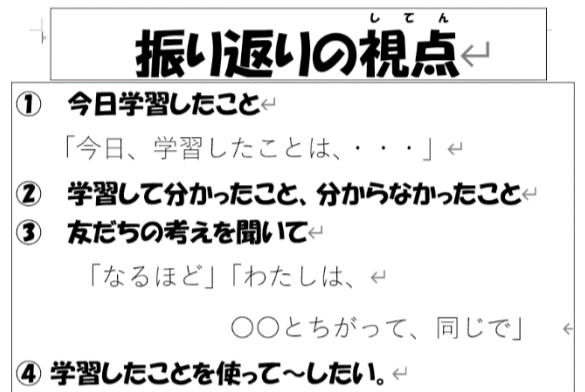 してん
振り返りの視点
① 今日学習したこと
「今日、学習したことは、・・・」
② 学習して分かったこと、分からなかったこと
③ 友だちの考えを聞いて
「なるほど」「わたしは、
〇〇とちがって、同じで」
④ 学習したことを使って～したい。